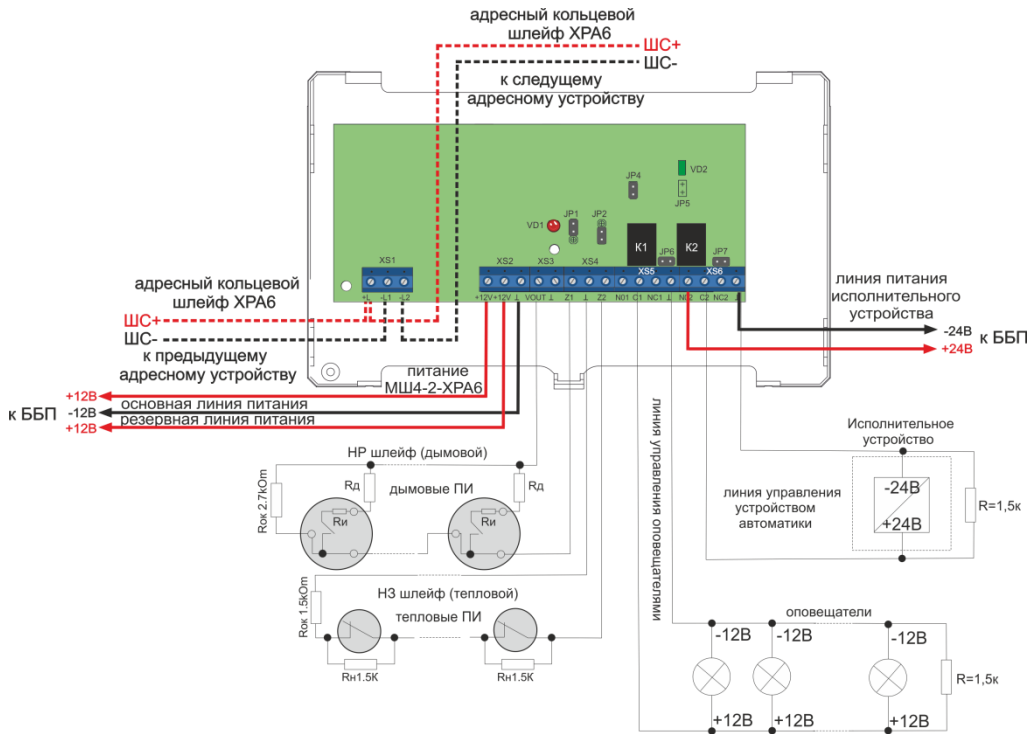 адресный кольцевой
шлейф ХРА6
ШС+
ШС-
к следущему
адресному устройству
VD2
JP4
JP5
JP1
JP2
VD1
K1
K2
JP6
JP7
XS1
XS2
XS3
XS4
XS5
XS6
+L
-L1
-L2
+12V
+12V
⊥
VOUT
⊥
Z1
⊥
Z2
N01
C1
NC1
⊥
NO2
C2
NC2
⊥
адресный кольцевой
шлейф ХРА6
ШС+
ШС-
к предыдущему
адресному устройству
линия питания
исполнительного
устройства
-24В
+24В
к ББП
питание
МШ4-2-ХРА6
+12В
основная линия питания
к ББП
-12В
резервная линия питания
+12В
НР шлейф (дымовой)
Rок 2.7kOm
Rд
дымовые ПИ
Rд
Rи
Rи
НЗ шлейф (тепловой)
Rок 1.5kOm
тепловые ПИ
Rн1.5К
Rн1.5К
линия управления оповещателями
Исполнительное
устройство
линия управления
устройством
автоматики
-24В
+24В
R=1,5к
оповещатели
-12В
-12В
-12В
R=1,5к
+12В
+12В
+12В